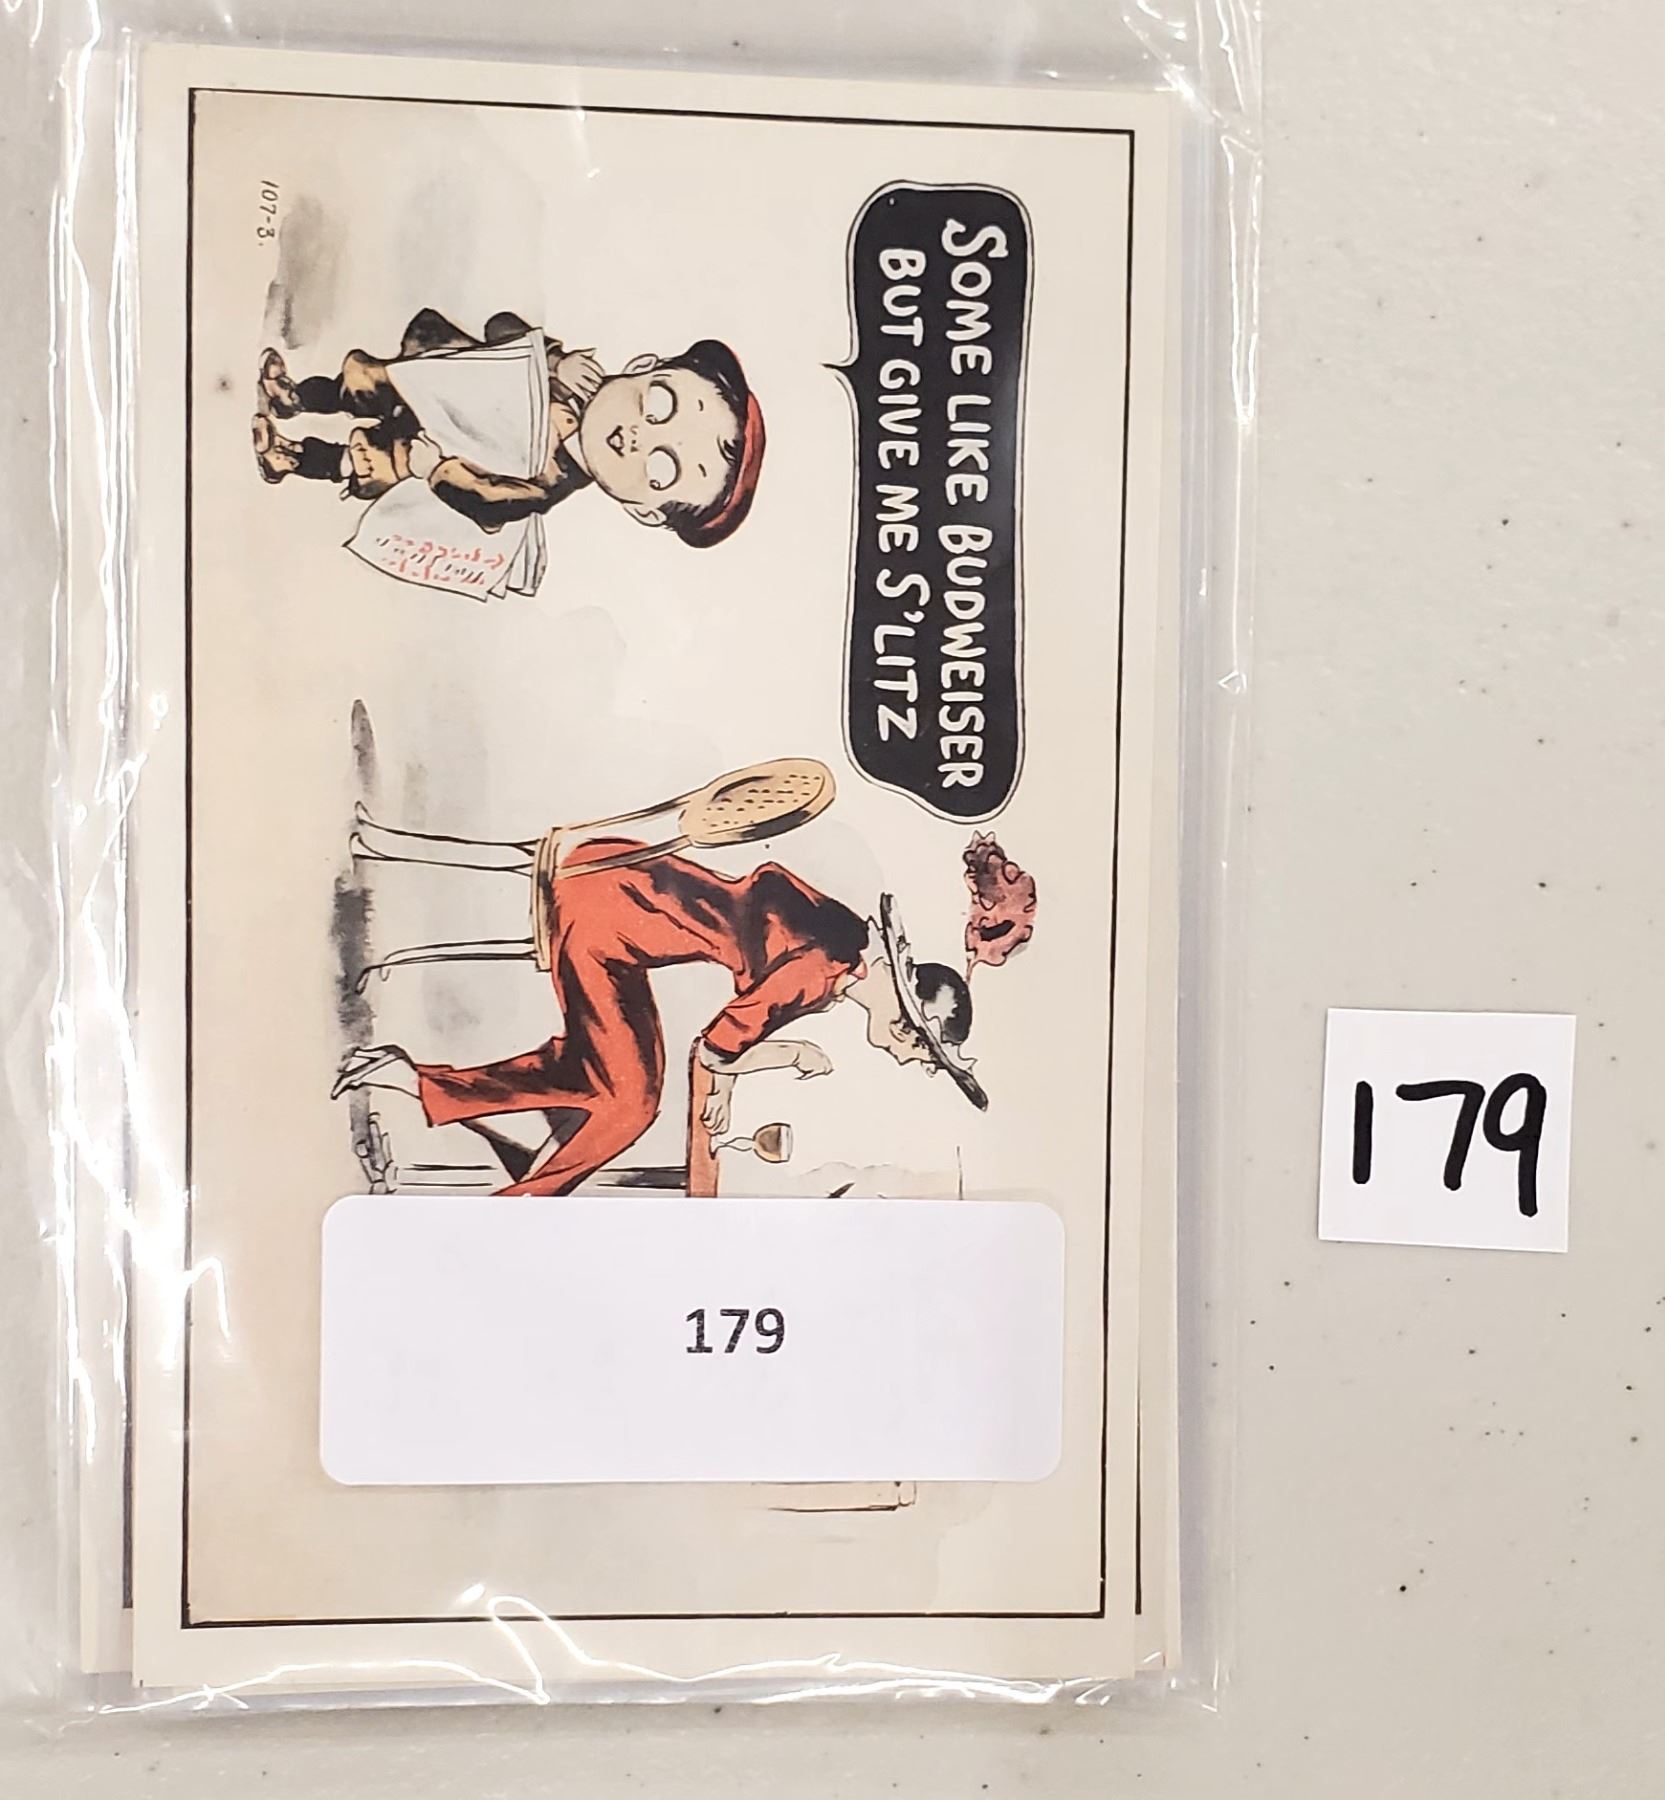 SOME LIKE BUDWEISER
BUT GIVE ME S'LITZ
107-3.
179
179